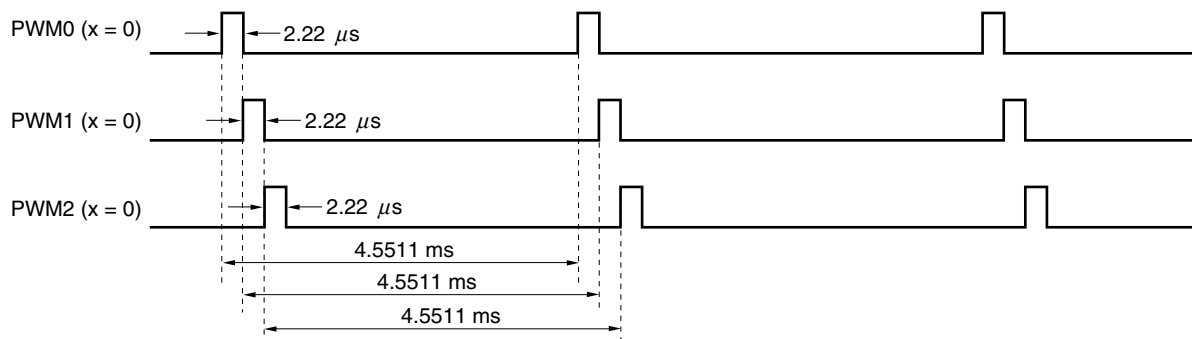 PWM0 (x = 0)
2.22 μs
PWM1 (x = 0)
2.22 μs
PWM2 (x = 0)
2.22 μs
4.5511 ms
4.5511 ms
4.5511 ms